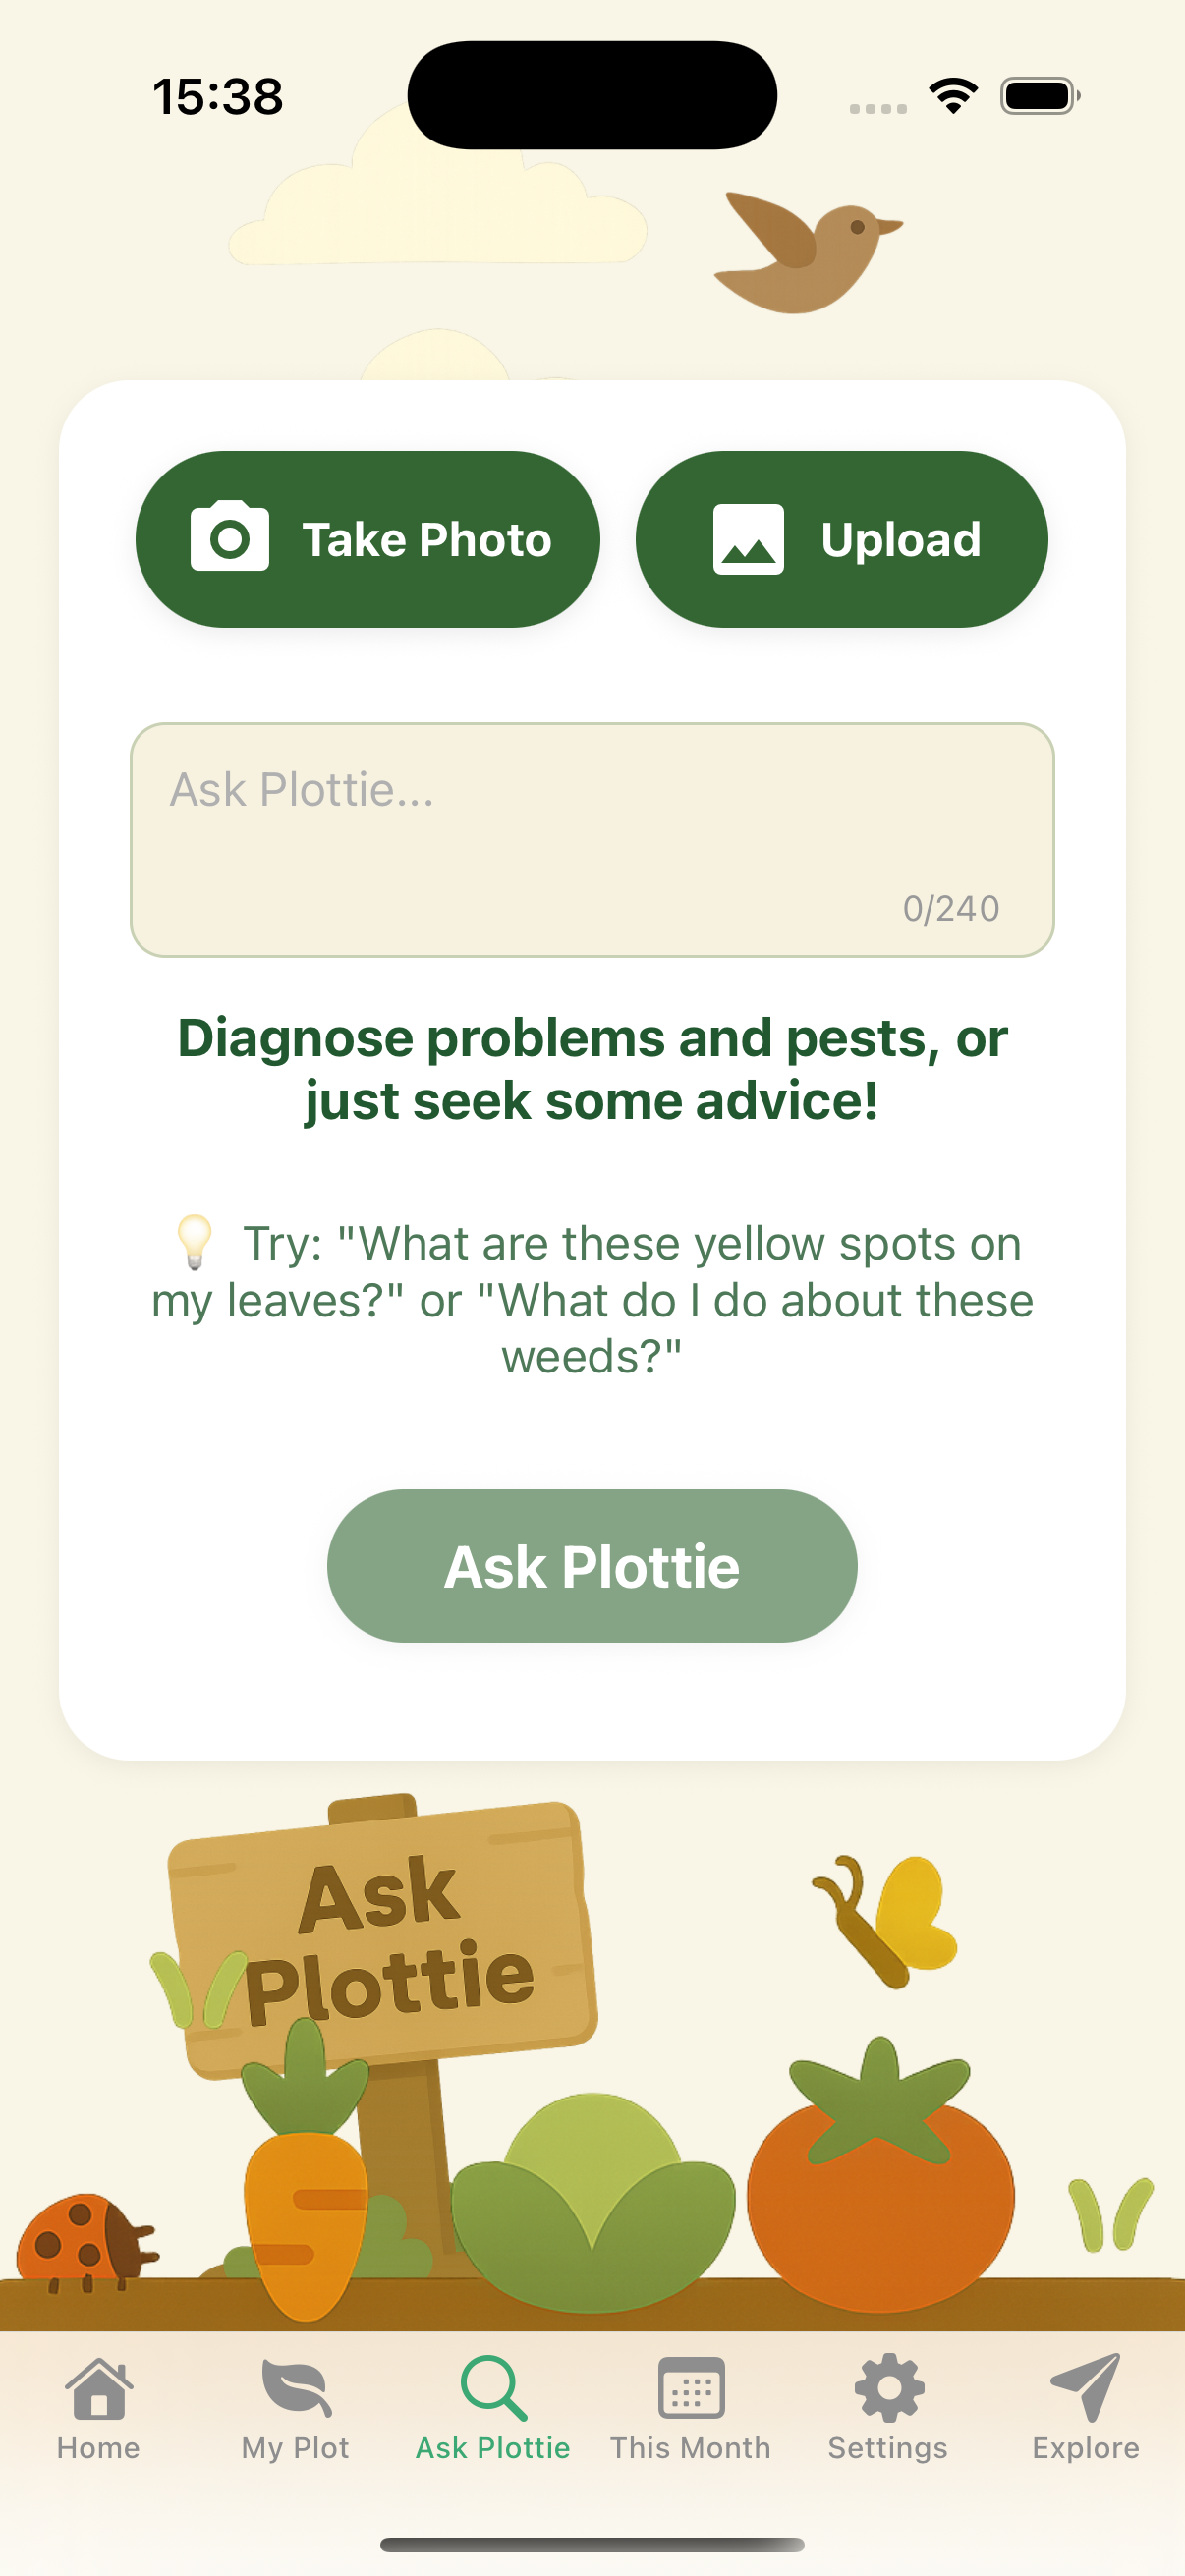 15:38
Take Photo
Upload
Ask Plottie...
0/240
Diagnose problems and pests, or
just seek some advice!
💡 Try: "What are these yellow spots on
my leaves?" or "What do I do about these
weeds?"
Ask Plottie
Ask
Plottie
Home
My Plot
Ask Plottie
This Month
Settings
Explore